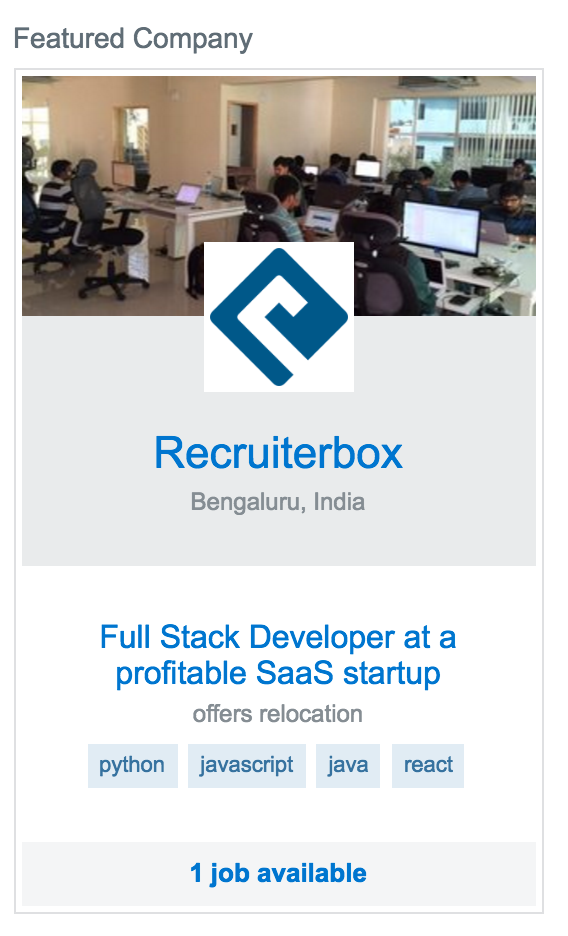 Featured Company
Recruiterbox
Bengaluru, India
Full Stack Developer at a
profitable SaaS startup
offers relocation
python javascript java react
1 job available